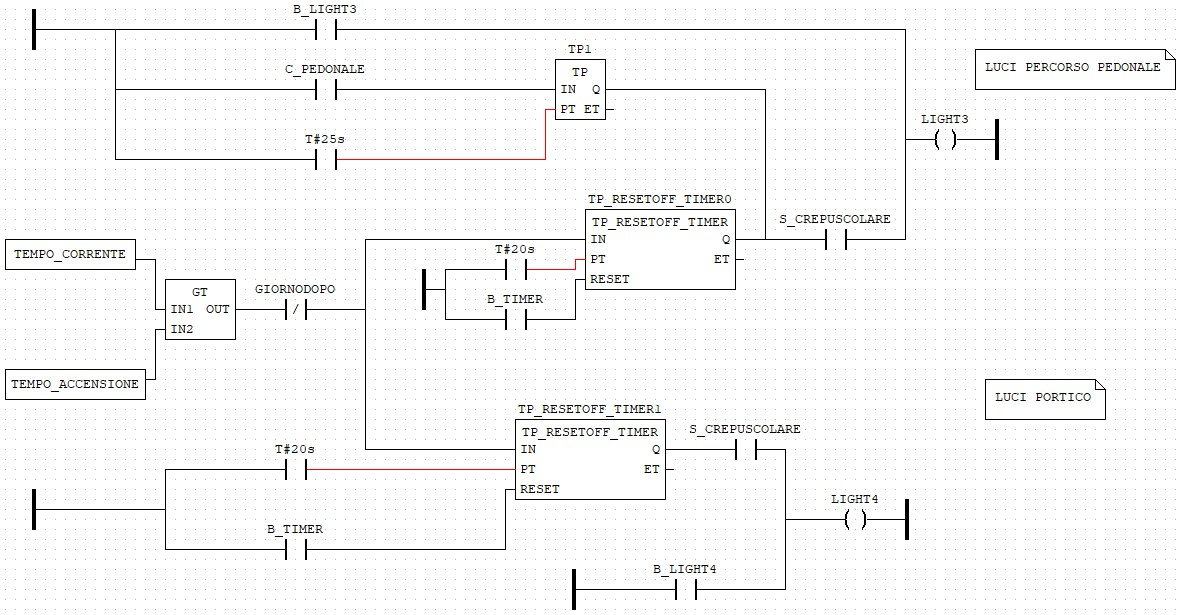 B_LIGHT3
TP1
C_PEDONALE
TP
LUCI PERCORSO PEDONALE
IN Q
PT ET
LIGHT3
T#25s
TP_RESETOFF_TIMER0
TP_RESETOFF_TIMER
S_CREPUSCOLARE
IN Q
TEMPO_CORRENTE
T#20s
PT ET
RESET
GT
GIORNODOPO
B_TIMER
IN1 OUT
/
IN2
TEMPO_ACCENSIONE
LUCI PORTICO
TP_RESETOFF_TIMER1
TP_RESETOFF_TIMER
S_CREPUSCOLARE
T#20s
IN Q
PT ET
RESET
LIGHT4
B_TIMER
B_LIGHT4